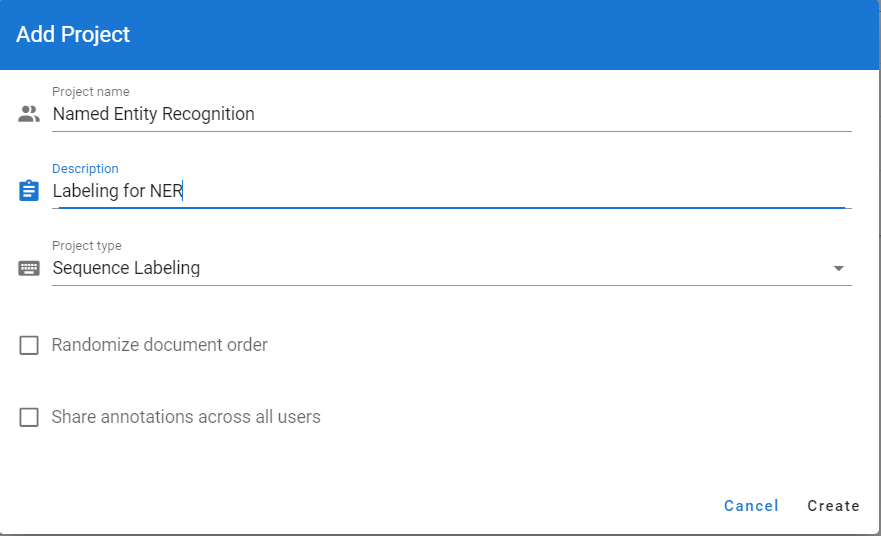 Add Project
Project name
Named Entity Recognition
Description
Labeling for NER
Project type
Sequence Labeling
Randomize document order
Share annotations across all users
Cancel Create